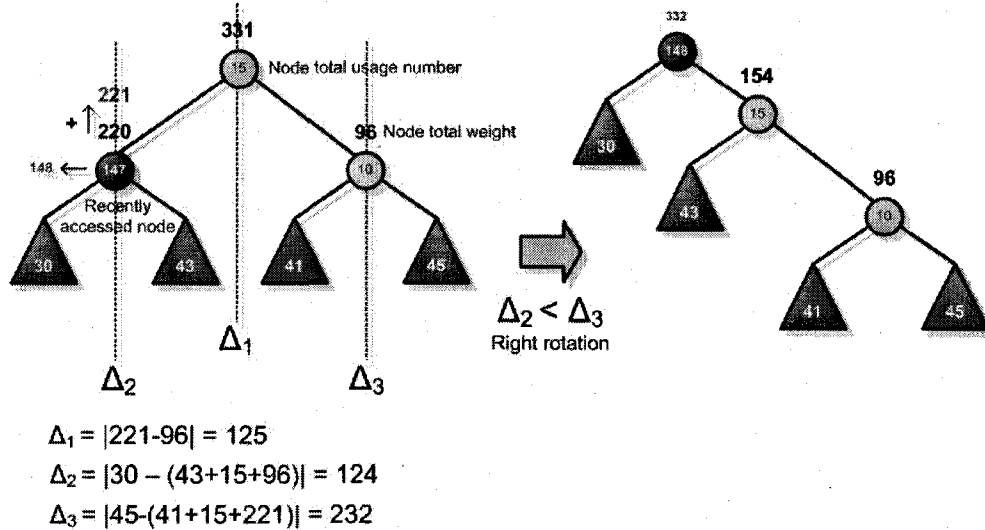 331
15 Node total usage number
221
+
220
148
147
96 Node total weight
10
Recently
accessed node
30
43
41
45
Δ1
Δ2
Δ3
Δ2 < Δ3
Right rotation
332
148
154
15
30
43
96
10
41
45
Δ1 = |221-96| = 125
Δ2 = |30 – (43+15+96)| = 124
Δ3 = |45-(41+15+221)| = 232